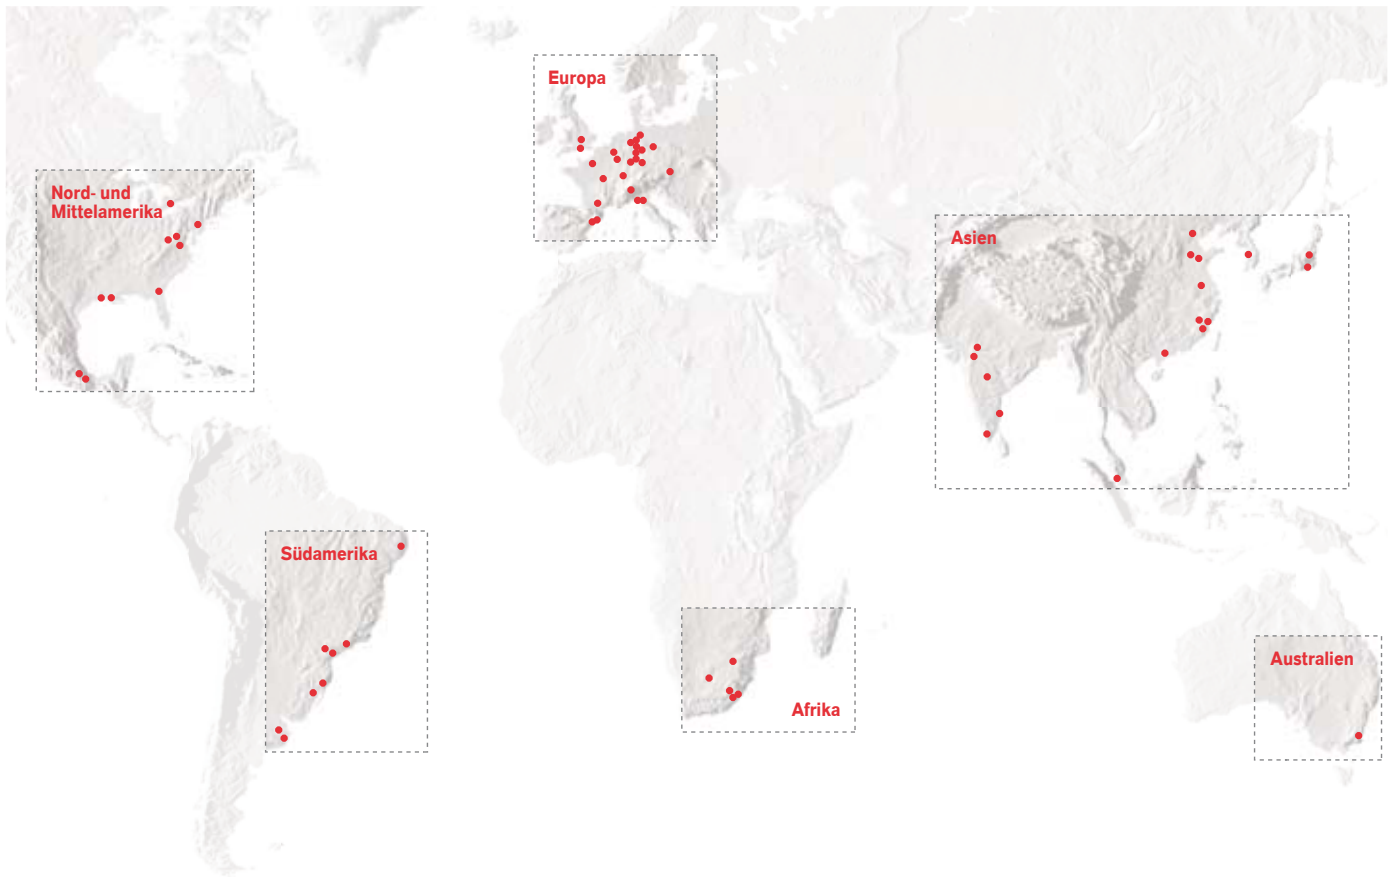 Europa
Nord- und
Mittelamerika
Asien
Südamerika
Australien
Afrika